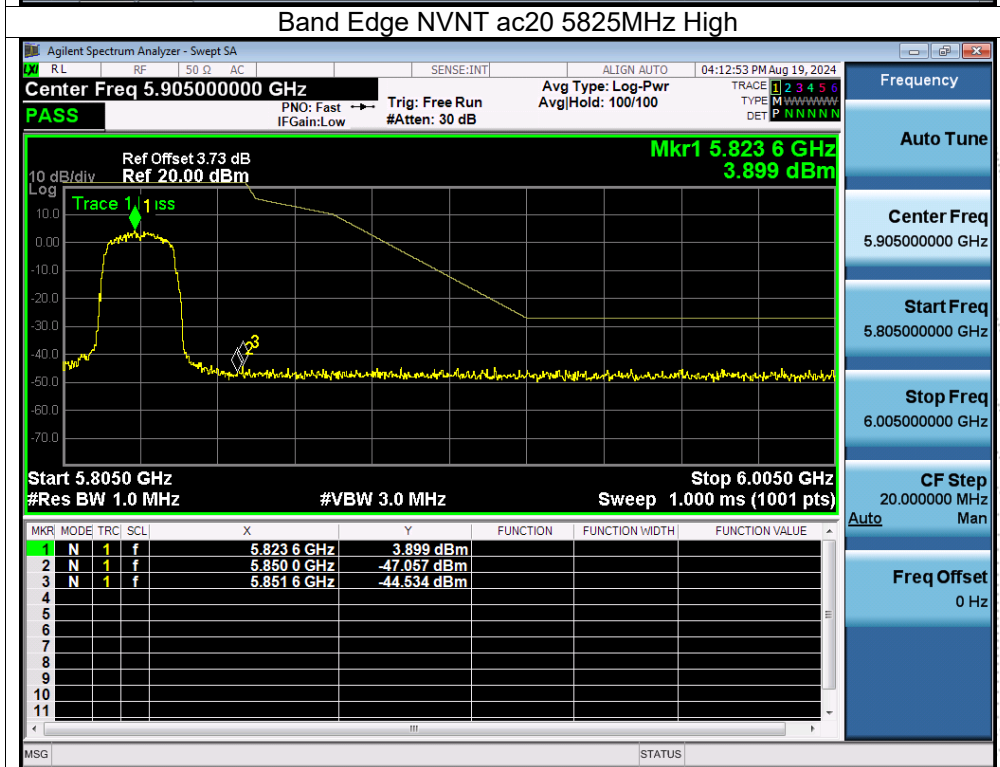 Band Edge NVNT ac20 5825MHz High
Agilent Spectrum Analyzer - Swept SA
LXI RL RF 50 Ω AC SENSE:INT ALIGN AUTO 04:12:53 PM Aug 19, 2024
Center Freq 5.905000000 GHz
PNO: Fast
IFGain:Low
Trig: Free Run
#Atten: 30 dB
Avg Type: Log-Pwr
Avg|Hold: 100/100
TRACE 1 2 3 4 5 6
TYPE M WWWWW
DET P N N N N N
PASS
Mkr1 5.823 6 GHz
3.899 dBm
Ref Offset 3.73 dB
10 dB/div Ref 20.00 dBm
Log
Trace 1 1 ss
10.0
0.00
-10.0
-20.0
-30.0
-40.0
-50.0
-60.0
-70.0
2 3
Start 5.8050 GHz Stop 6.0050 GHz
#Res BW 1.0 MHz #VBW 3.0 MHz Sweep 1.000 ms (1001 pts)
MKR MODE TRC SCL X Y FUNCTION FUNCTION WIDTH FUNCTION VALUE
1 N 1 f 5.823 6 GHz 3.899 dBm
2 N 1 f 5.850 0 GHz -47.057 dBm
3 N 1 f 5.851 6 GHz -44.534 dBm
4
5
6
7
8
9
10
11
MSG STATUS
Frequency
Auto Tune
Center Freq
5.905000000 GHz
Start Freq
5.805000000 GHz
Stop Freq
6.005000000 GHz
CF Step
20.000000 MHz
Auto Man
Freq Offset
0 Hz